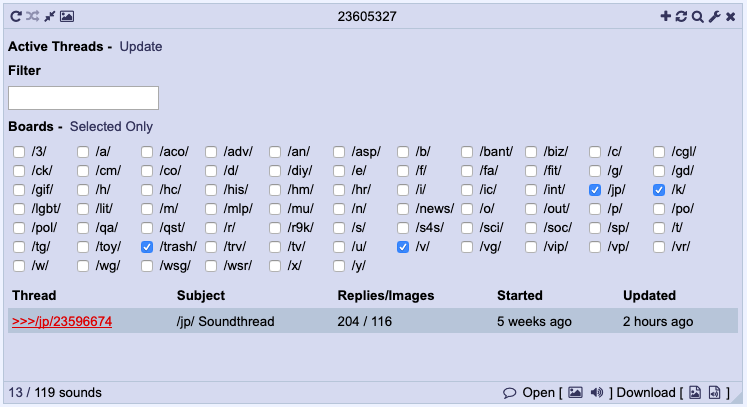 23605327
Active Threads - Update
Filter
Boards - Selected Only
/3/ /a/ /aco/ /adv/ /an/ /asp/ /b/ /bant/ /biz/ /c/ /cgl/
/ck/ /cm/ /co/ /d/ /diy/ /e/ /f/ /fa/ /fit/ /g/ /gd/
/gif/ /h/ /hc/ /his/ /hm/ /hr/ /i/ /ic/ /int/ /jp/ /k/
/lgbt/ /lit/ /m/ /mlp/ /mu/ /n/ /news/ /o/ /out/ /p/ /po/
/pol/ /qa/ /qst/ /r/ /r9k/ /s/ /s4s/ /sci/ /soc/ /sp/ /t/
/tg/ /toy/ /trash/ /trv/ /tv/ /u/ /v/ /vg/ /vip/ /vp/ /vr/
/w/ /wg/ /wsg/ /wsr/ /x/ /y/
Thread Subject Replies/Images Started Updated
>>>/jp/23596674 /jp/ Soundthread 204 / 116 5 weeks ago 2 hours ago
13 / 119 sounds Open [ ] Download [ ]